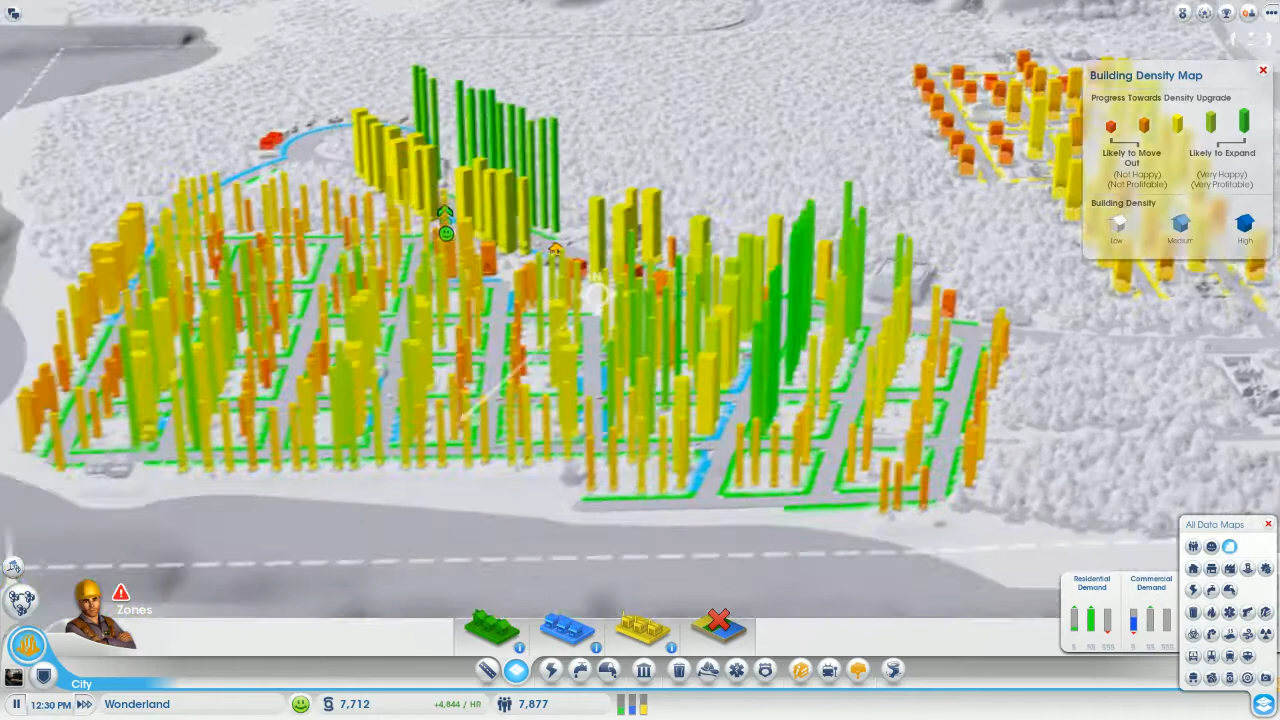 Building Density Map
Progress Towards Density Upgrade
Likely to Move Out
(Not Happy)
(Not Profitable)
Likely to Expand
(Very Happy)
(Very Profitable)
Building Density
Low
Medium
High
N
All Data Maps
Zones
Residential Demand
Commercial Demand
$ $$ $$$
$ $$ $$$
City
12:30 PM
Wonderland
7,712
+4,844 / HR
7,877